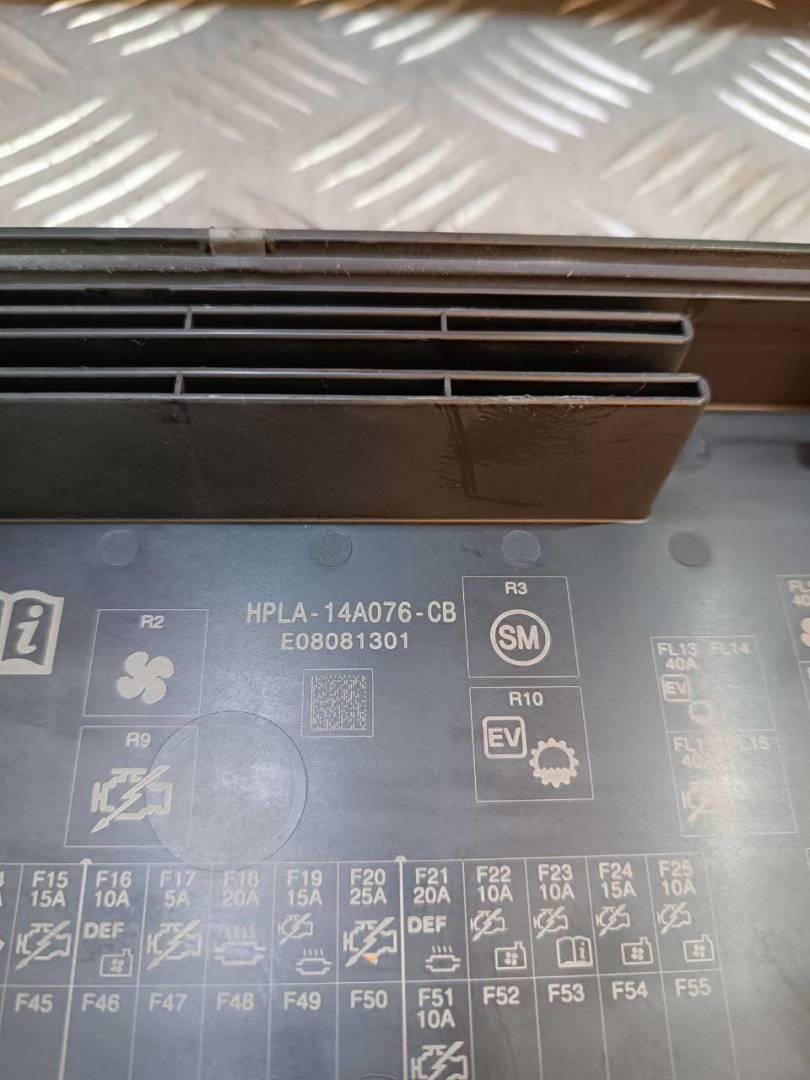 R2
HPLA-14A076-CB
E08081301
R3
SM
R9
R10
EV
FL13 FL14
40A
EV
F15
15A
F16
10A
DEF
F17
5A
F18
20A
F19
15A
F20
25A
F21
20A
DEF
F22
10A
F23
10A
F24
15A
F25
10A
F45
F46
F47
F48
F49
F50
F51
10A
F52
F53
F54
F55